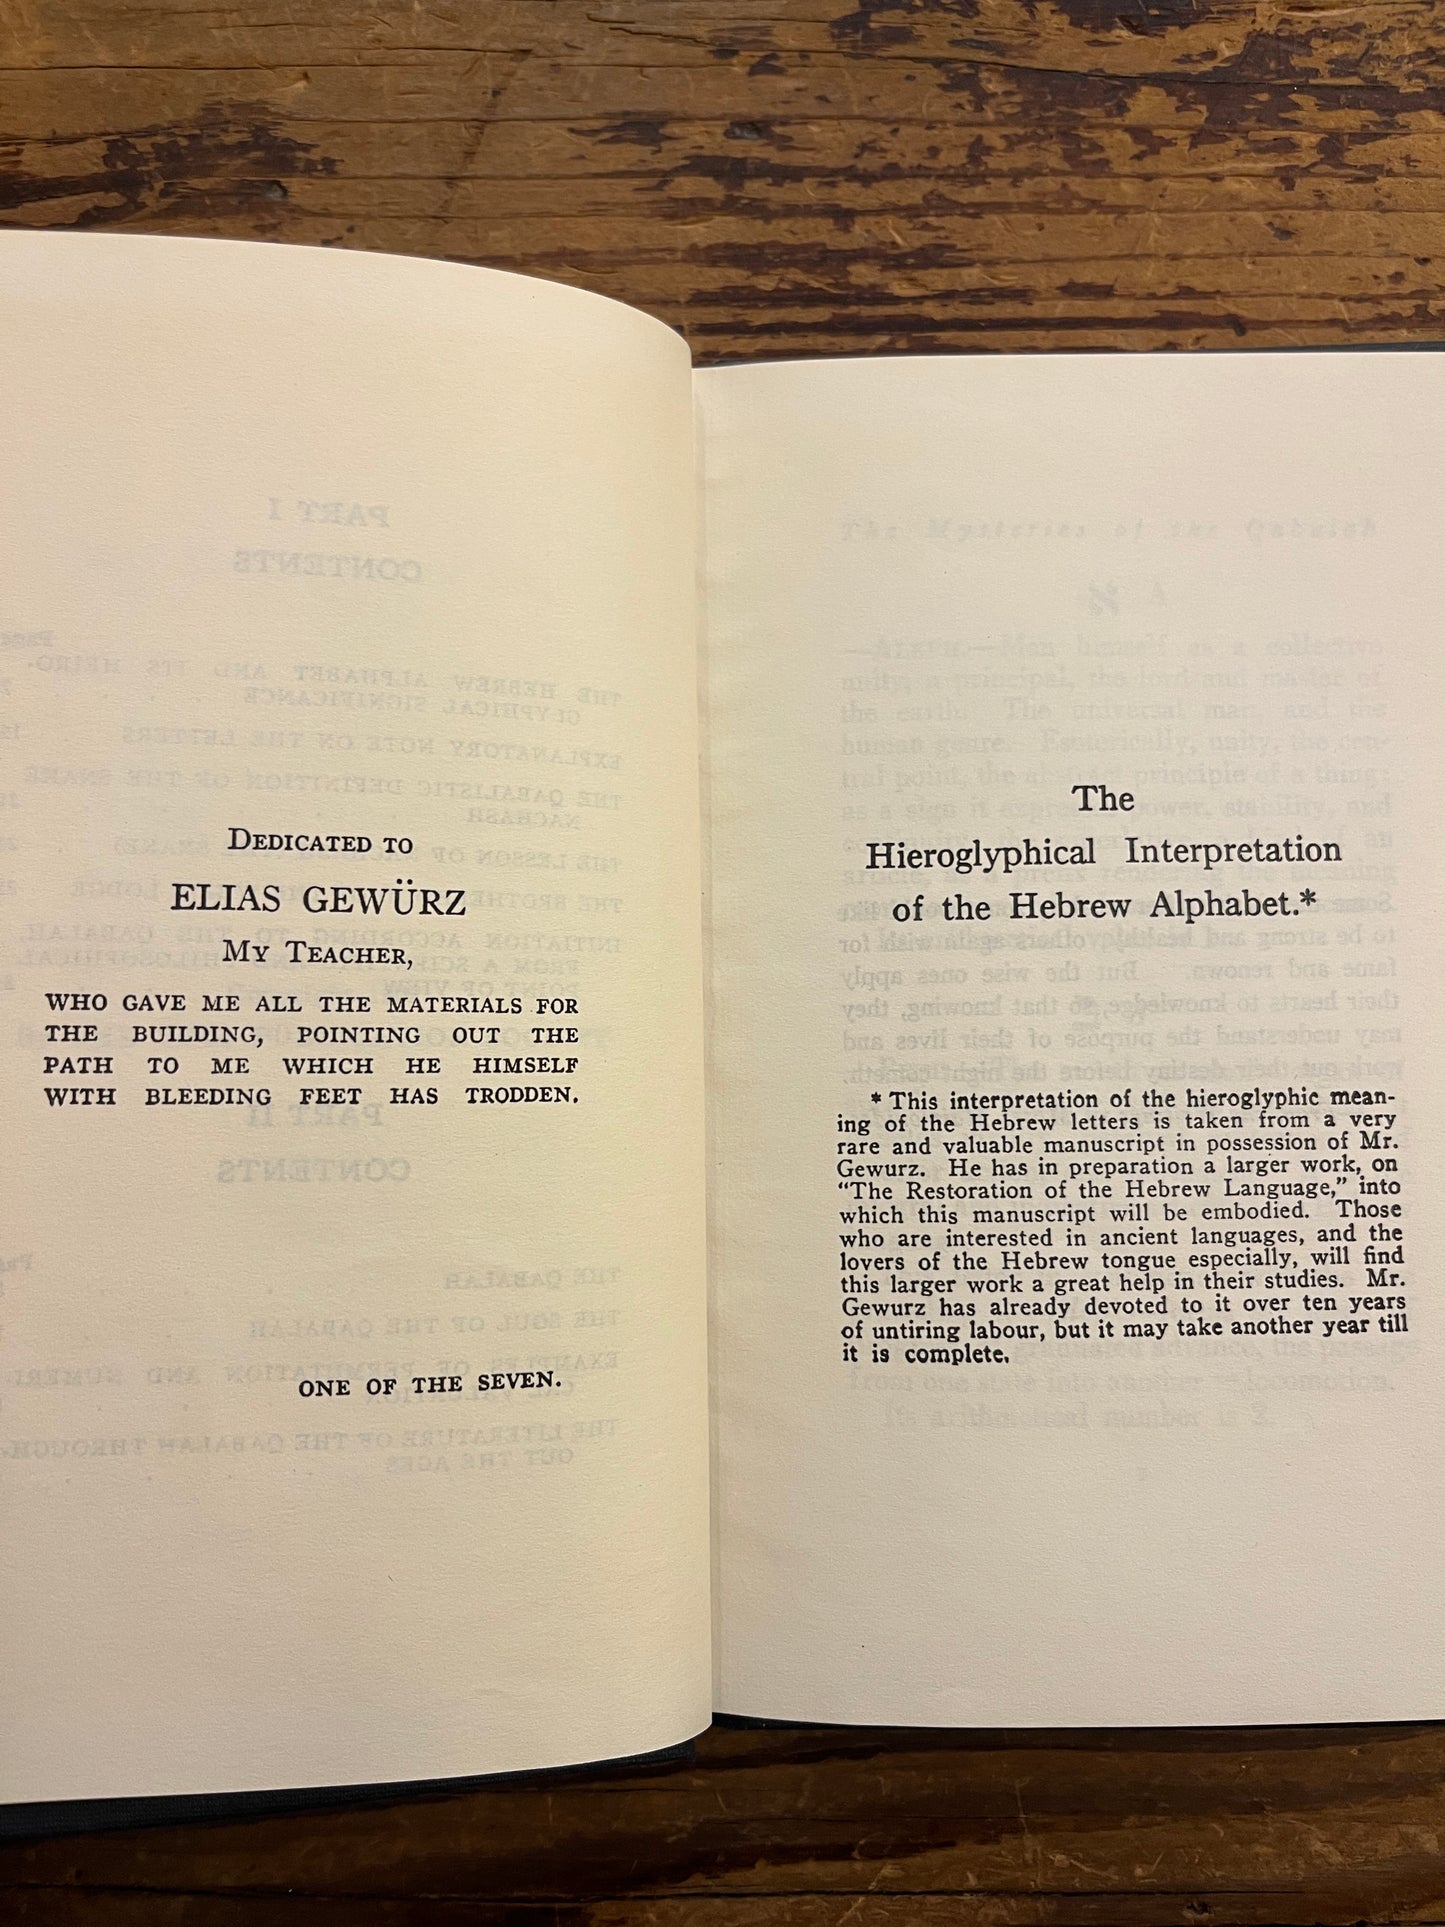 DEDICATED TO
ELIAS GEWÜRZ
MY TEACHER,
WHO GAVE ME ALL THE MATERIALS FOR
THE BUILDING, POINTING OUT THE
PATH TO ME WHICH HE HIMSELF
WITH BLEEDING FEET HAS TRODDEN.
ONE OF THE SEVEN.
The
Hieroglyphical Interpretation
of the Hebrew Alphabet.*
* This interpretation of the hieroglyphic mean-
ing of the Hebrew letters is taken from a very
rare and valuable manuscript in possession of Mr.
Gewurz. He has in preparation a larger work, on
“The Restoration of the Hebrew Language,” into
which this manuscript will be embodied. Those
who are interested in ancient languages, and the
lovers of the Hebrew tongue especially, will find
this larger work a great help in their studies. Mr.
Gewurz has already devoted to it over ten years
of untiring labour, but it may take another year till
it is complete.